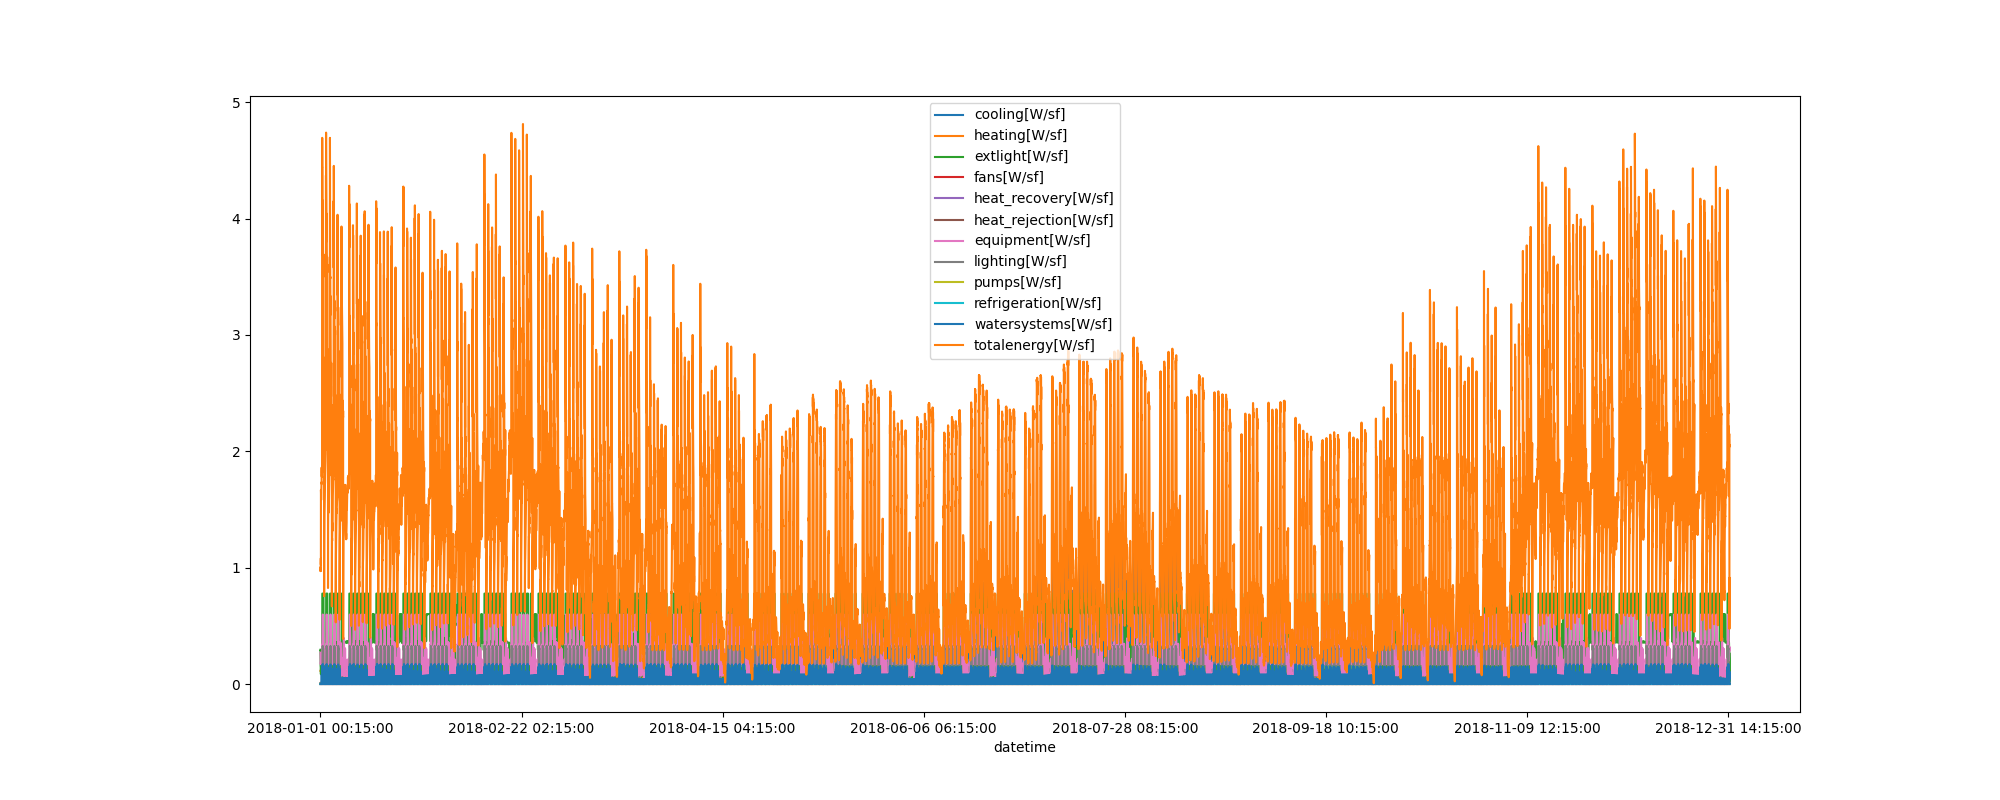 5
4
3
2
1
0
cooling[W/sf]
heating[W/sf]
extlight[W/sf]
fans[W/sf]
heat_recovery[W/sf]
heat_rejection[W/sf]
equipment[W/sf]
lighting[W/sf]
pumps[W/sf]
refrigeration[W/sf]
watersystems[W/sf]
totalenergy[W/sf]
2018-01-01 00:15:00 2018-02-22 02:15:00 2018-04-15 04:15:00 2018-06-06 06:15:00 2018-07-28 08:15:00 2018-09-18 10:15:00 2018-11-09 12:15:00 2018-12-31 14:15:00
datetime